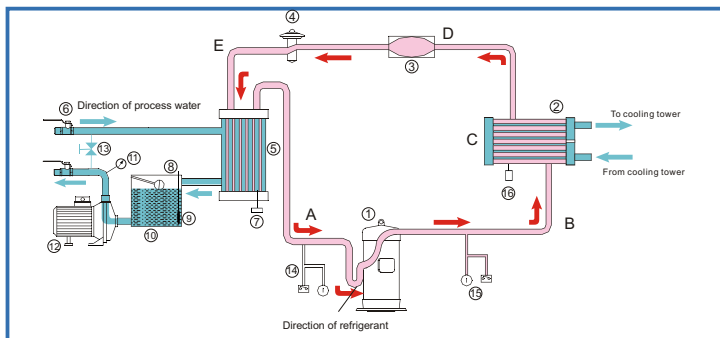 ④
E
D
③
⑥
Direction of process water
②
To cooling tower
C
From cooling tower
⑬
⑪
⑧
⑤
⑯
⑨
⑦
⑩
⑫
A
①
B
⑭
⑮
Direction of refrigerant